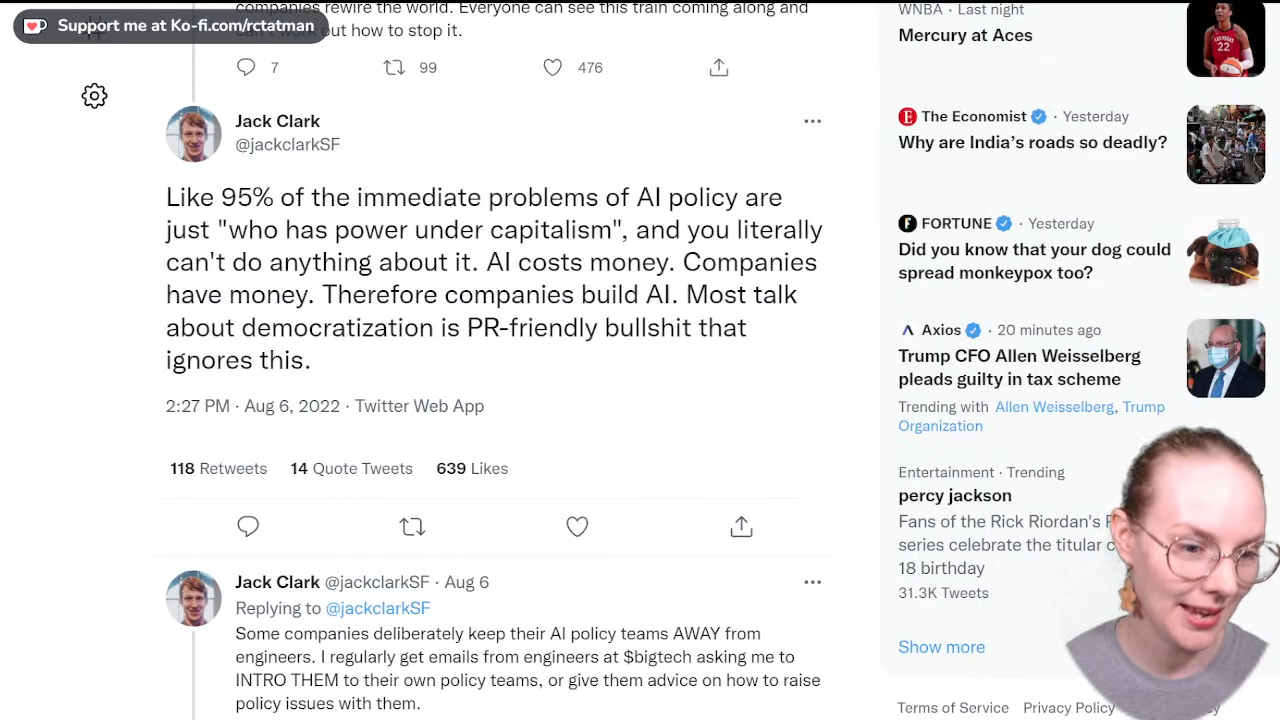 companies rewire the world. Everyone can see this train coming along and
Support me at Ko-fi.com/rctatman
out how to stop it.
7
99
476
Jack Clark
@jackclarkSF
Like 95% of the immediate problems of AI policy are
just "who has power under capitalism", and you literally
can't do anything about it. AI costs money. Companies
have money. Therefore companies build AI. Most talk
about democratization is PR-friendly bullshit that
ignores this.
2:27 PM · Aug 6, 2022 · Twitter Web App
118 Retweets 14 Quote Tweets 639 Likes
Jack Clark @jackclarkSF · Aug 6
Replying to @jackclarkSF
Some companies deliberately keep their AI policy teams AWAY from
engineers. I regularly get emails from engineers at $bigtech asking me to
INTRO THEM to their own policy teams, or give them advice on how to raise
policy issues with them.
WNBA · Last night
Mercury at Aces
22
The Economist · Yesterday
Why are India's roads so deadly?
FORTUNE · Yesterday
Did you know that your dog could
spread monkeypox too?
Axios · 20 minutes ago
Trump CFO Allen Weisselberg
pleads guilty in tax scheme
Trending with Allen Weisselberg, Trump
Organization
Entertainment · Trending
percy jackson
Fans of the Rick Riordan's
series celebrate the titular
18 birthday
31.3K Tweets
Show more
Terms of Service Privacy Policy